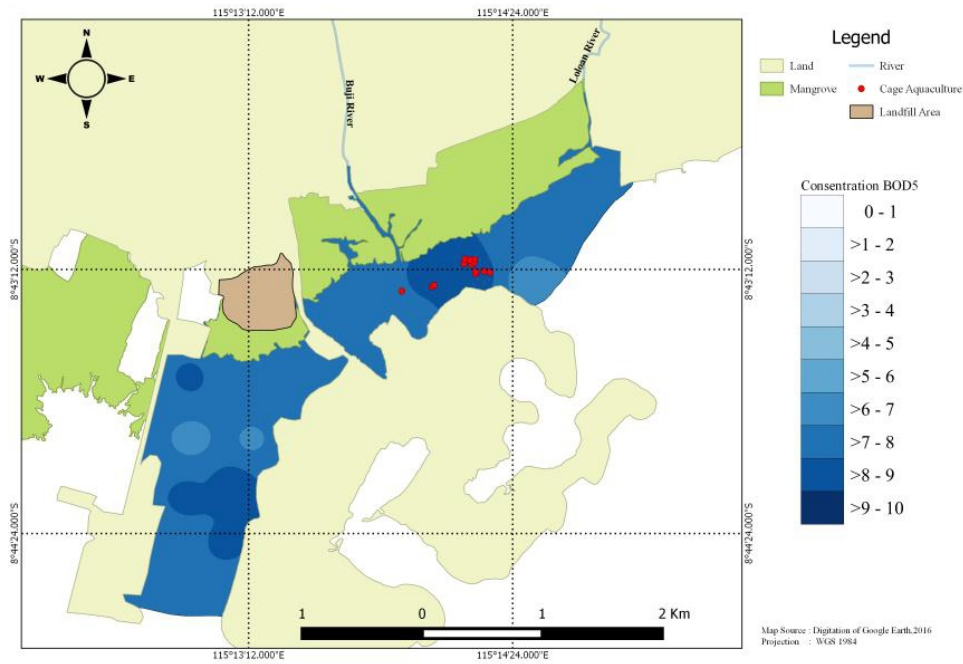 115°13'12.000"E
115°14'24.000"E
N
W
E
S
Buji River
Loloan River
8°43'12.000"S
8°43'12.000"S
8°44'24.000"S
8°44'24.000"S
1
0
1
2 Km
115°13'12.000"E
115°14'24.000"E
Legend
Land
River
Mangrove
Cage Aquaculture
Landfill Area
Consentration BOD5
0 - 1
>1 - 2
>2 - 3
>3 - 4
>4 - 5
>5 - 6
>6 - 7
>7 - 8
>8 - 9
>9 - 10
Map Source : Digitation of Google Earth,2016
Projection : WGS 1984